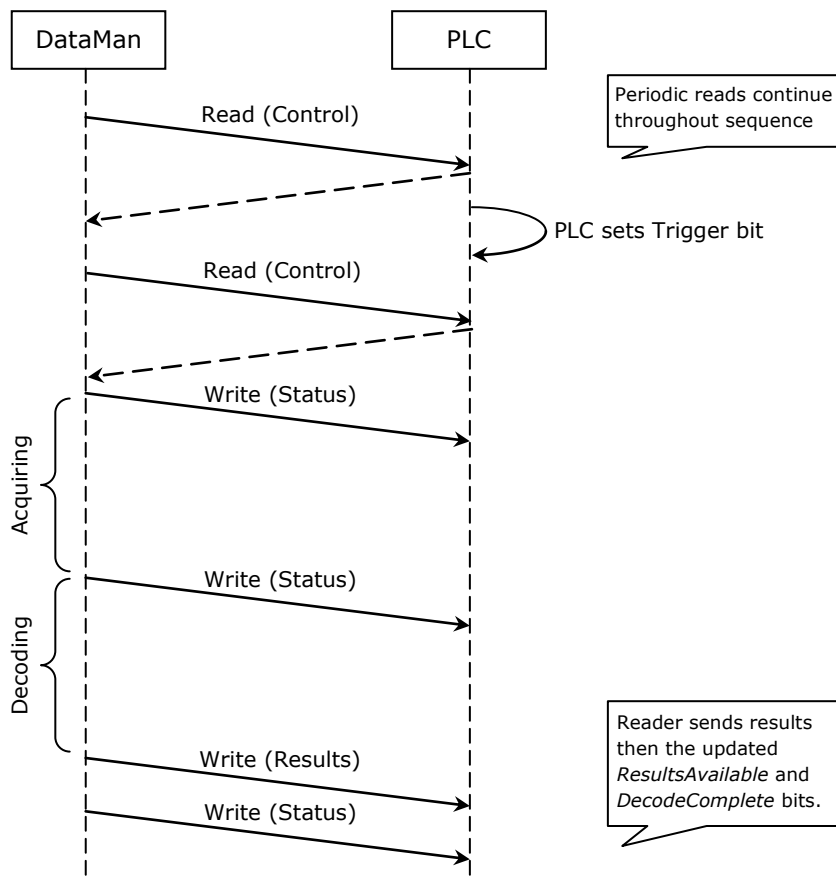 DataMan
PLC
Read (Control)
Periodic reads continue
throughout sequence
PLC sets Trigger bit
Read (Control)
Write (Status)
Acquiring
Write (Status)
Decoding
Reader sends results
then the updated
ResultsAvailable and
DecodeComplete bits.
Write (Results)
Write (Status)